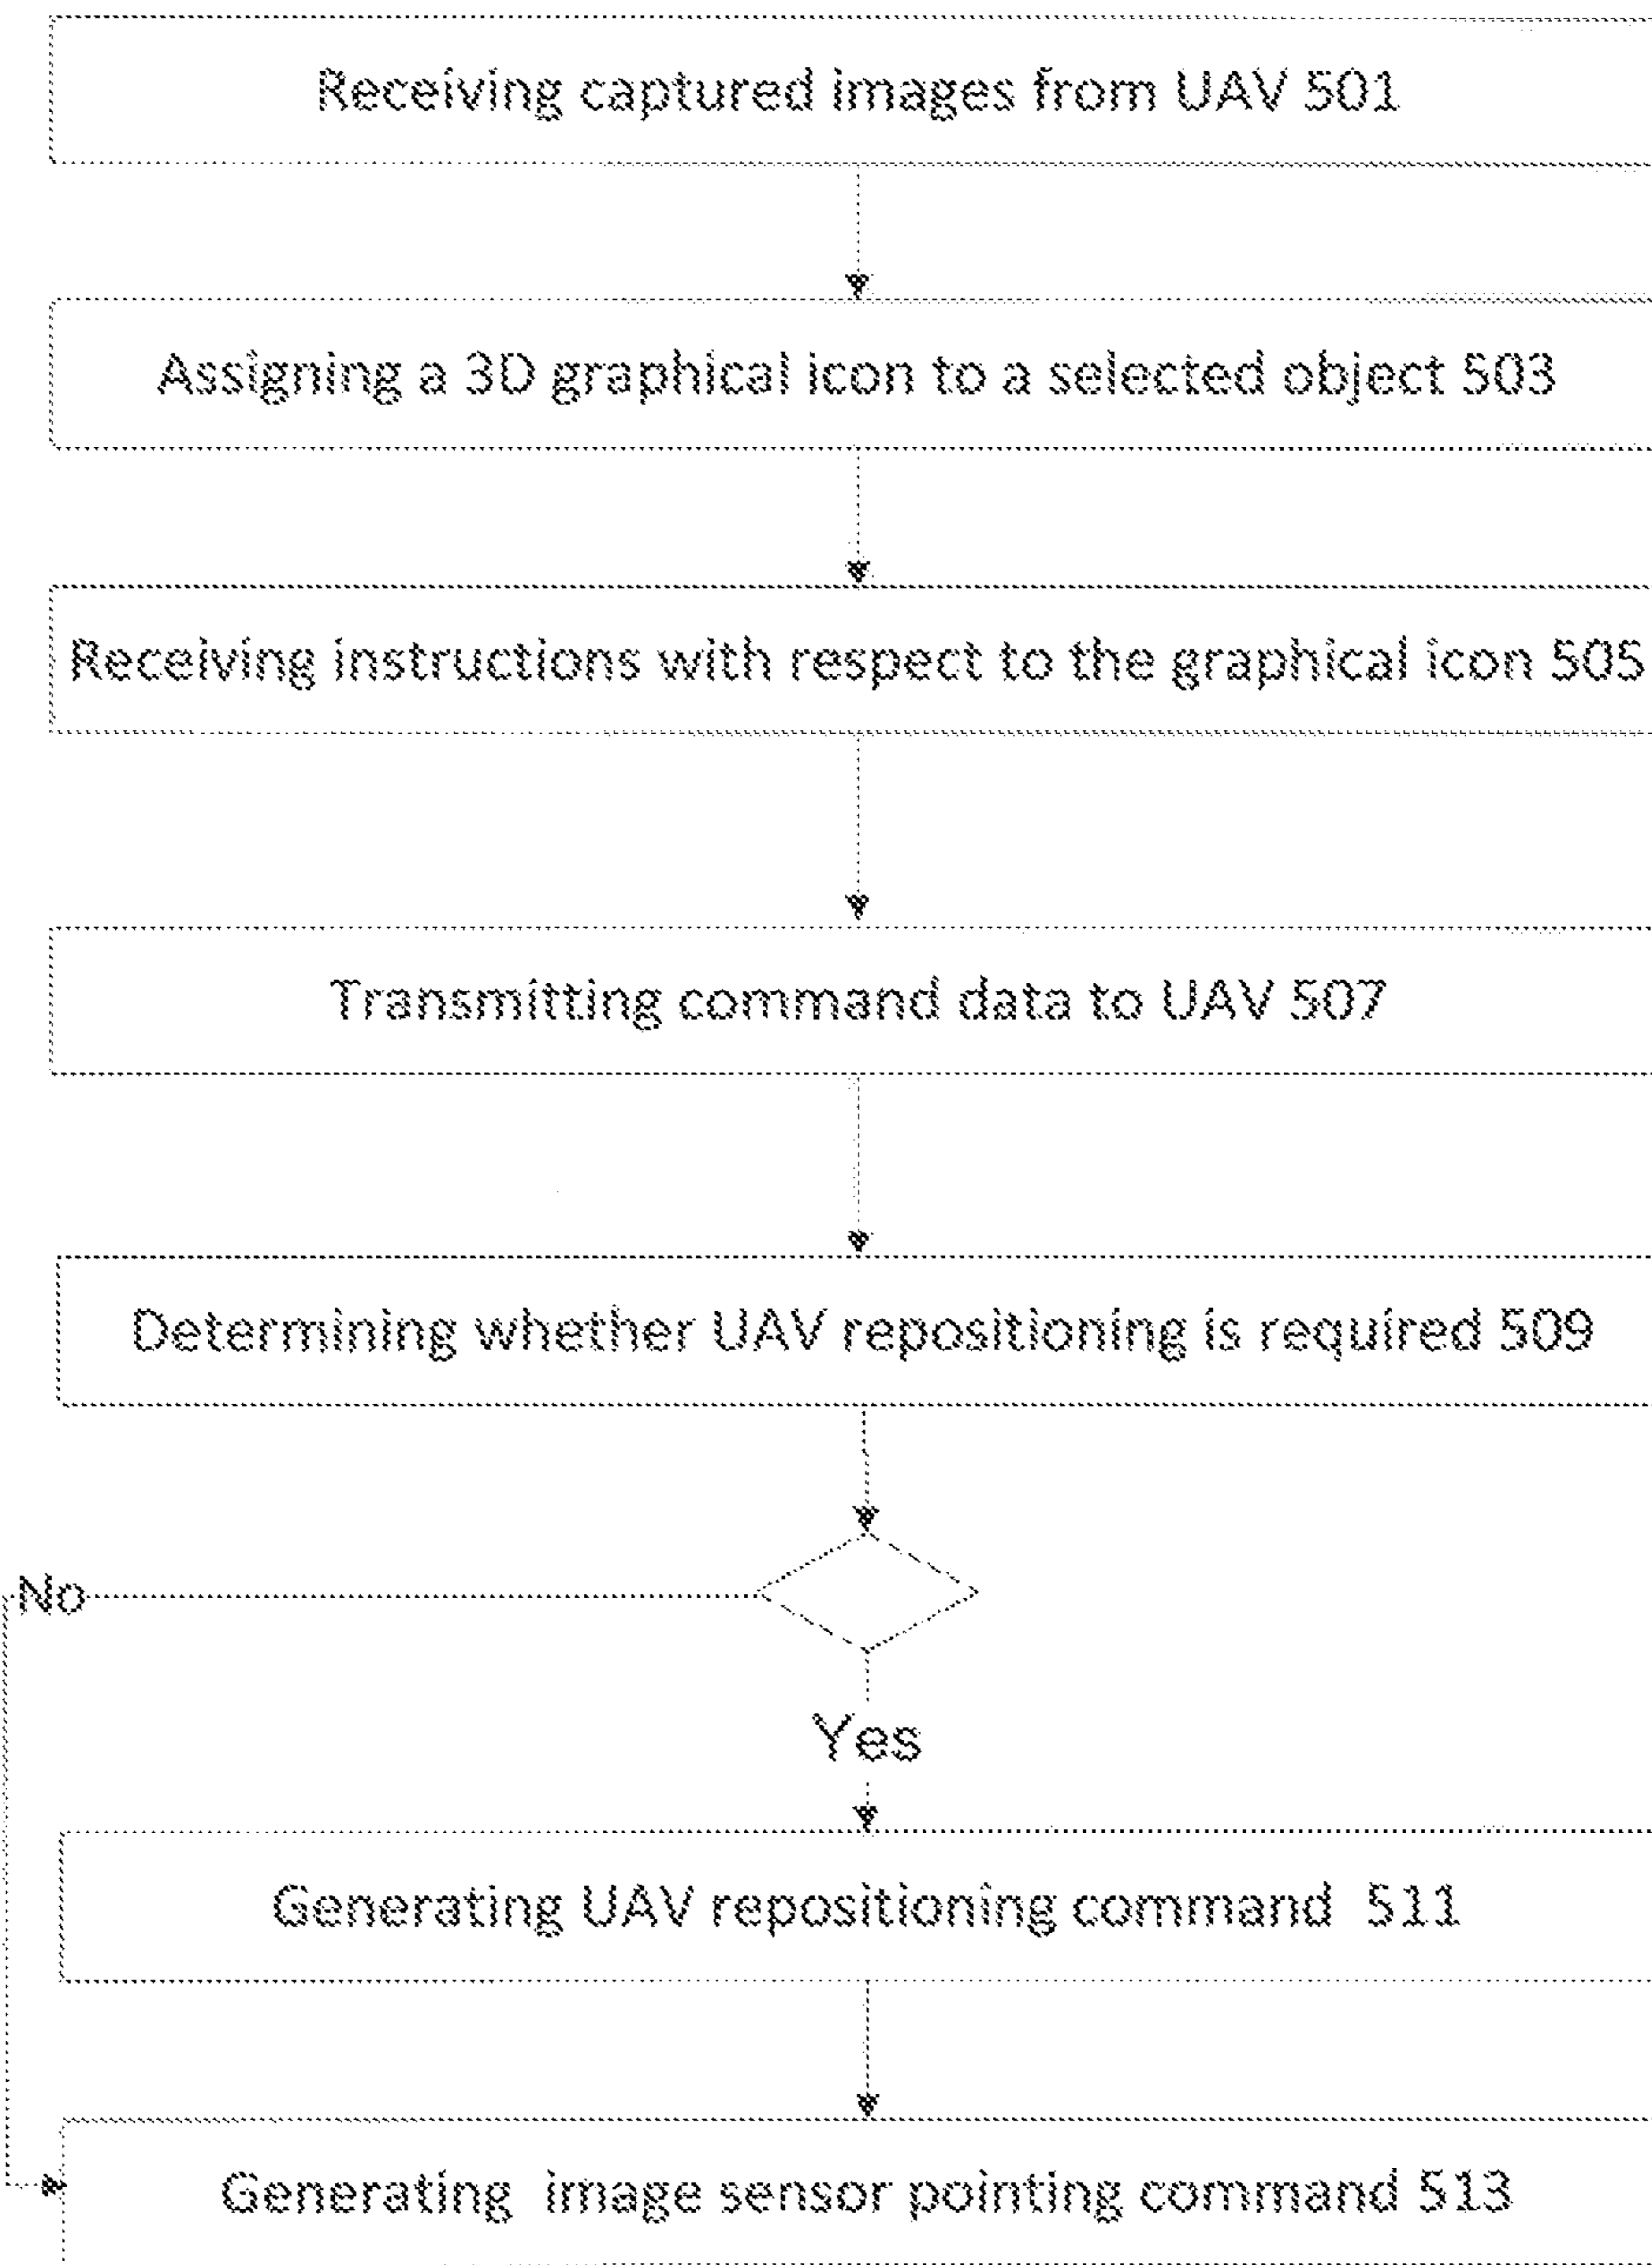 Receiving captured images from UAV 501
Assigning a 3D graphical icon to a selected object 503
Receiving instructions with respect to the graphical icon 505
Transmitting command data to UAV 507
Determining whether UAV repositioning is required 509
No
Yes
Generating UAV repositioning command 511
Generating image sensor pointing command 513